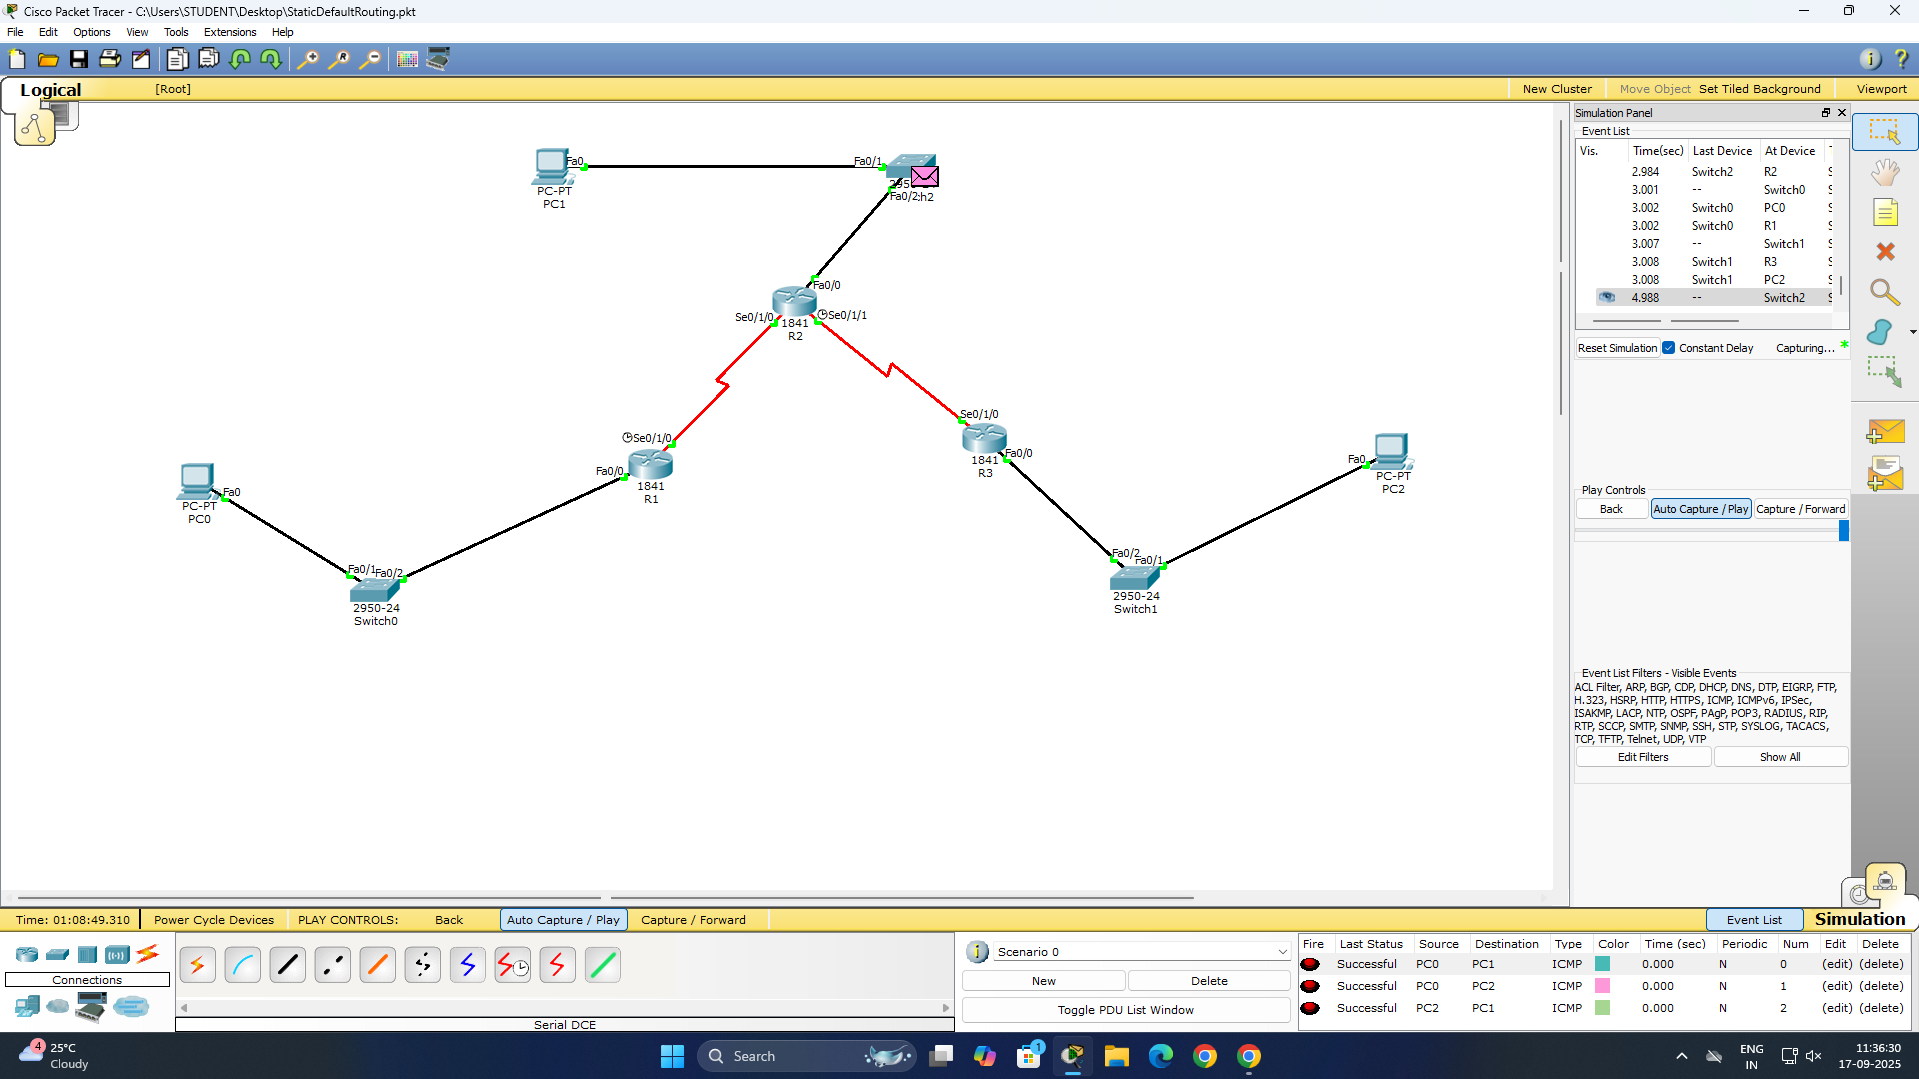 Cisco Packet Tracer - C:\Users\STUDENT\Desktop\StaticDefaultRouting.pkt
File Edit Options View Tools Extensions Help
Logical [Root] New Cluster Move Object Set Tiled Background Viewport
Simulation Panel
Event List
Vis. Time(sec) Last Device At Device
2.984 Switch2 R2 S
3.001 -- Switch0 S
3.002 Switch0 PC0 S
3.002 Switch0 R1 S
3.007 -- Switch1 S
3.008 Switch1 R3 S
3.008 Switch1 PC2 S
4.988 -- Switch2 S
Reset Simulation Constant Delay Capturing... *
Play Controls
Back Auto Capture / Play Capture / Forward
Event List Filters - Visible Events
ACL Filter, ARP, BGP, CDP, DHCP, DNS, DTP, EIGRP, FTP,
H.323, HSRP, HTTP, HTTPS, ICMP, ICMPv6, IPSec,
ISAKMP, LACP, NTP, OSPF, PAgP, POP3, RADIUS, RIP,
RTP, SCCP, SMTP, SNMP, SSH, STP, SYSLOG, TACACS,
TCP, TFTP, Telnet, UDP, VTP
Edit Filters Show All
Fa0
PC-PT
PC1
Fa0/1
Fa0/2
Fa0/0
Se0/1/0
Se0/1/1
1841
R2
Se0/1/0
Fa0/0
1841
R1
Se0/1/0
Fa0/0
1841
R3
Fa0
PC-PT
PC2
Fa0
PC-PT
PC0
Fa0/1
Fa0/2
2950-24
Switch0
Fa0/2
Fa0/1
2950-24
Switch1
Time: 01:08:49.310 Power Cycle Devices PLAY CONTROLS: Back Auto Capture / Play Capture / Forward Event List Simulation
Connections
Serial DCE
Scenario 0
New Delete
Toggle PDU List Window
Fire Last Status Source Destination Type Color Time (sec) Periodic Num Edit Delete
Successful PC0 PC1 ICMP 0.000 N 0 (edit) (delete)
Successful PC0 PC2 ICMP 0.000 N 1 (edit) (delete)
Successful PC2 PC1 ICMP 0.000 N 2 (edit) (delete)
4
25°C
Cloudy
Search
1
ENG
IN
11:36:30
17-09-2025